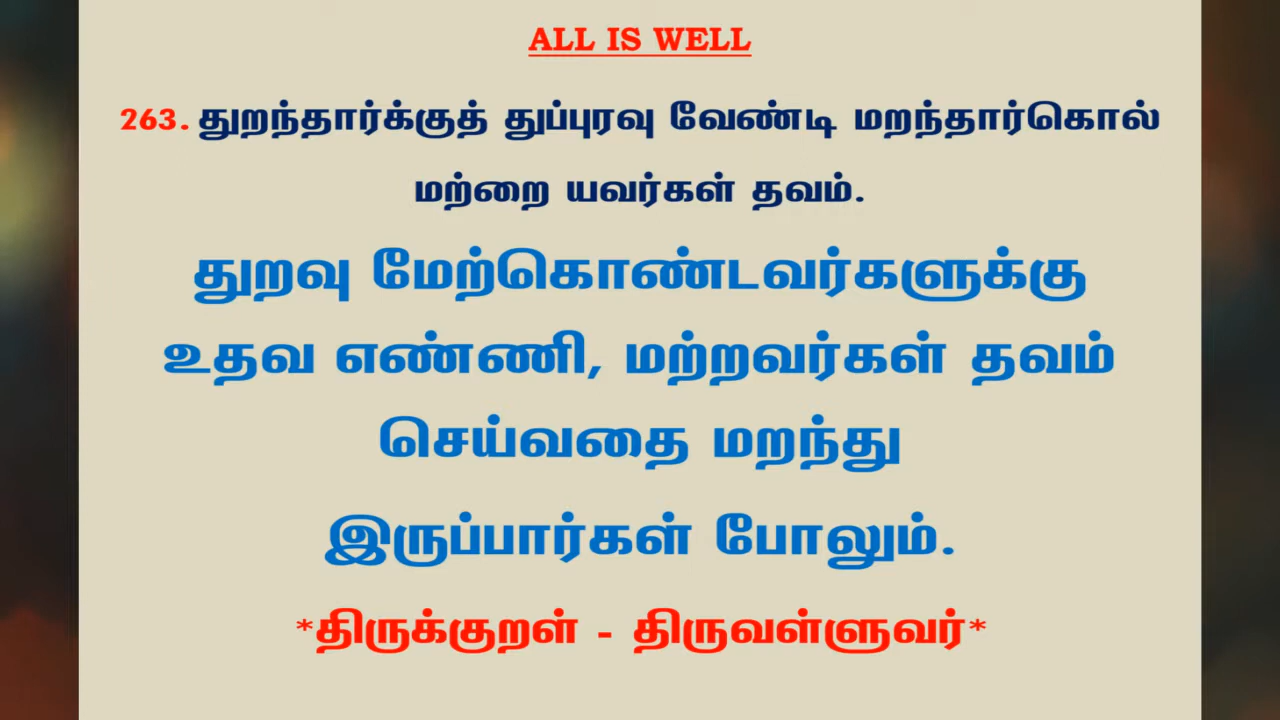 ALL IS WELL
263. துறந்தார்க்குத் துப்புரவு வேண்டி மறந்தார்கொல்
மற்றை யவர்கள் தவம்.
துறவு மேற்கொண்டவர்களுக்கு
உதவ எண்ணி, மற்றவர்கள் தவம்
செய்வதை மறந்து
இருப்பார்கள் போலும்.
*திருக்குறள் - திருவள்ளுவர்*